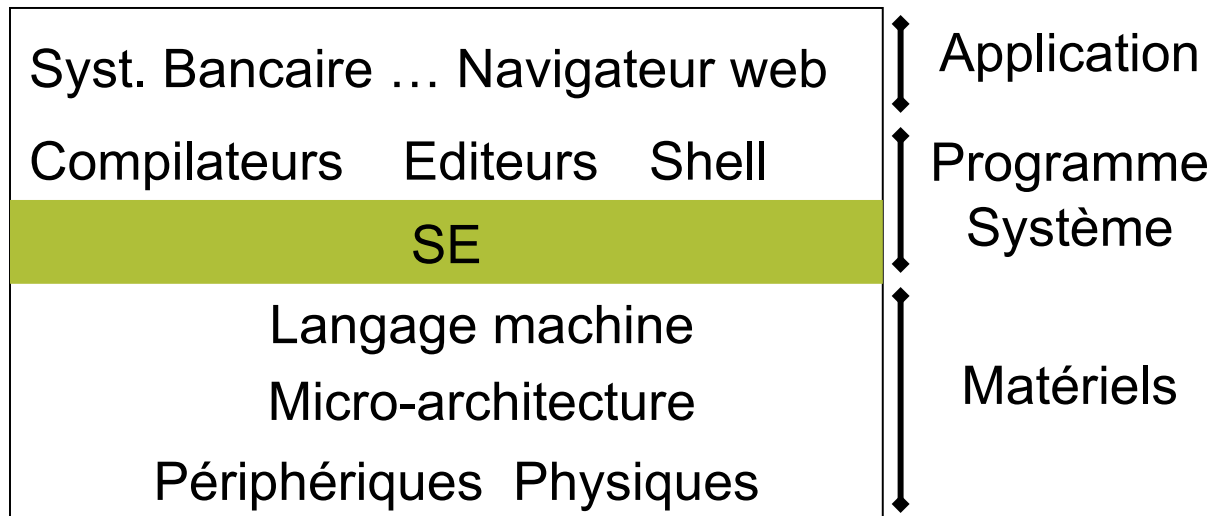 Syst. Bancaire … Navigateur web
Application
Compilateurs Editeurs Shell
Programme
Système
SE
Langage machine
Micro-architecture
Matériels
Périphériques Physiques